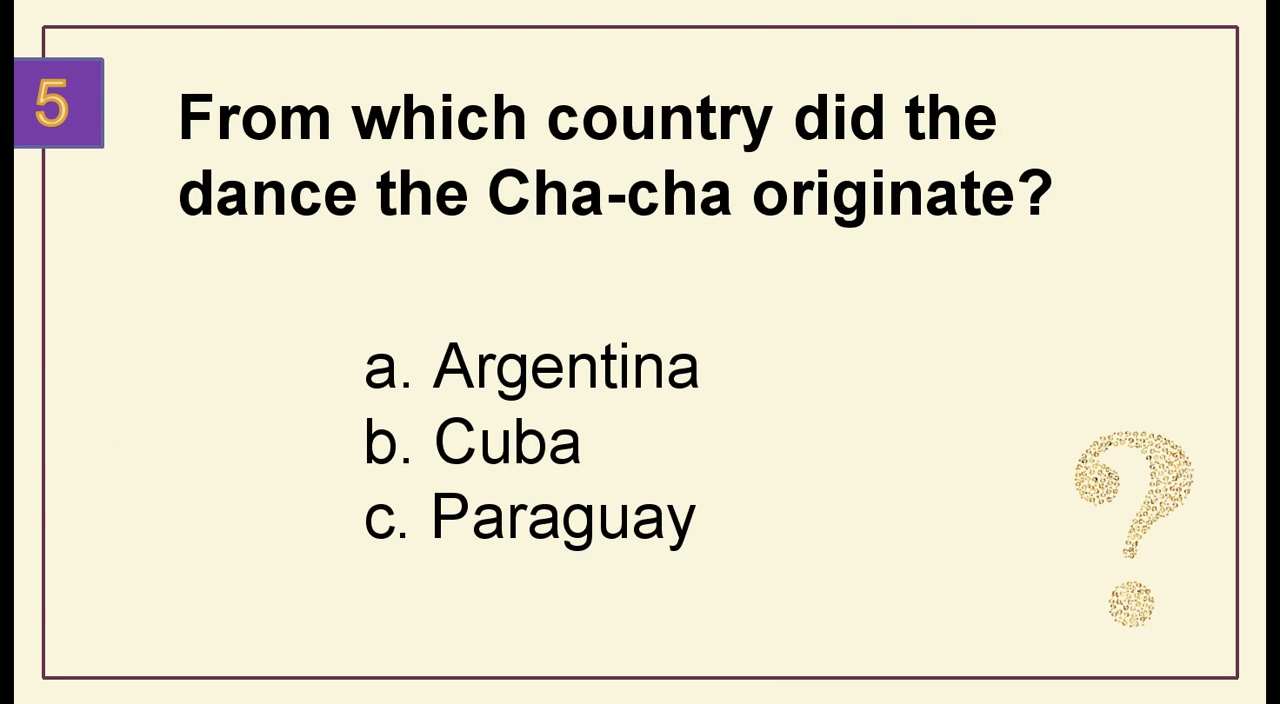 5
From which country did the
dance the Cha-cha originate?
a. Argentina
b. Cuba
c. Paraguay
?